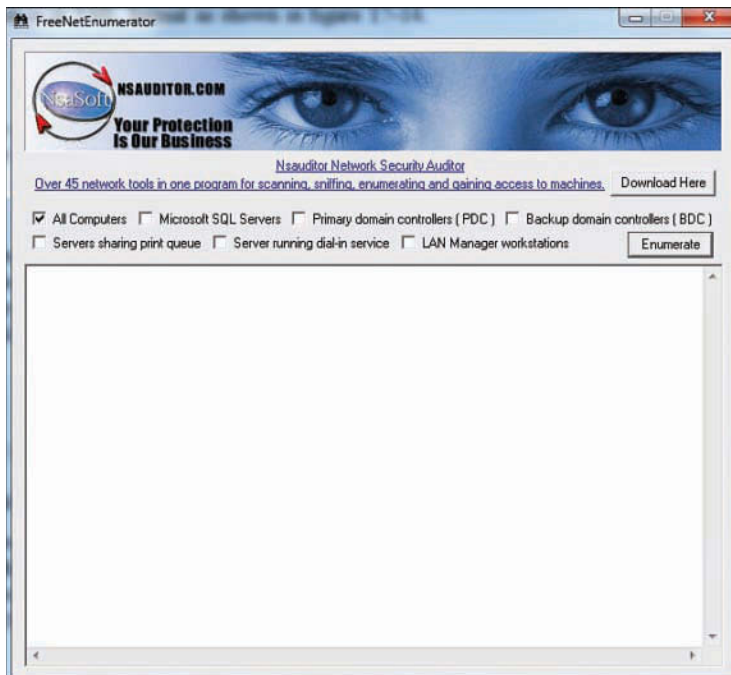 FreeNetEnumerator
NsaSoft
NSAUDITOR.COM
Your Protection
Is Our Business
Nsauditor Network Security Auditor
Over 45 network tools in one program for scanning, sniffing, enumerating and gaining access to machines.
Download Here
All Computers Microsoft SQL Servers Primary domain controllers ( PDC ) Backup domain controllers ( BDC )
Servers sharing print queue Server running dial-in service LAN Manager workstations
Enumerate